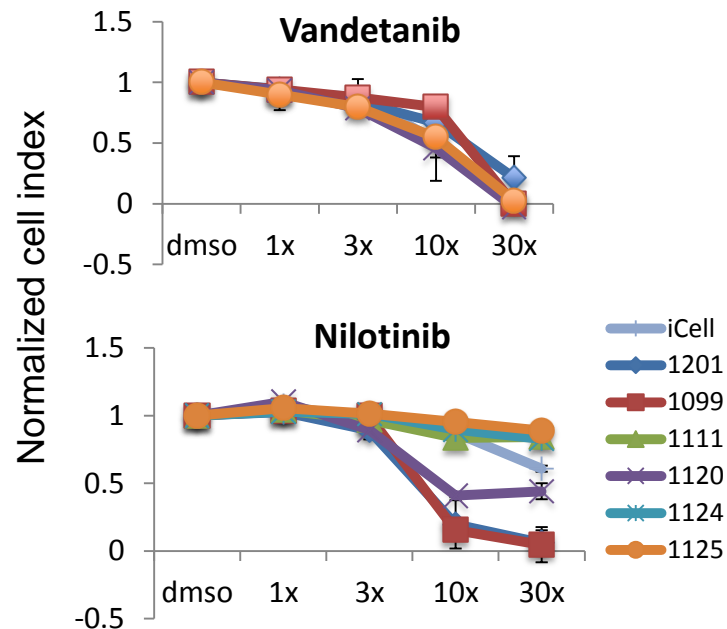 Normalized cell index
Vandetanib
1.5
1
0.5
0
-0.5
dmso 1x 3x 10x 30x
Nilotinib
1.5
1
0.5
0
-0.5
dmso 1x 3x 10x 30x
iCell
1201
1099
1111
1120
1124
1125